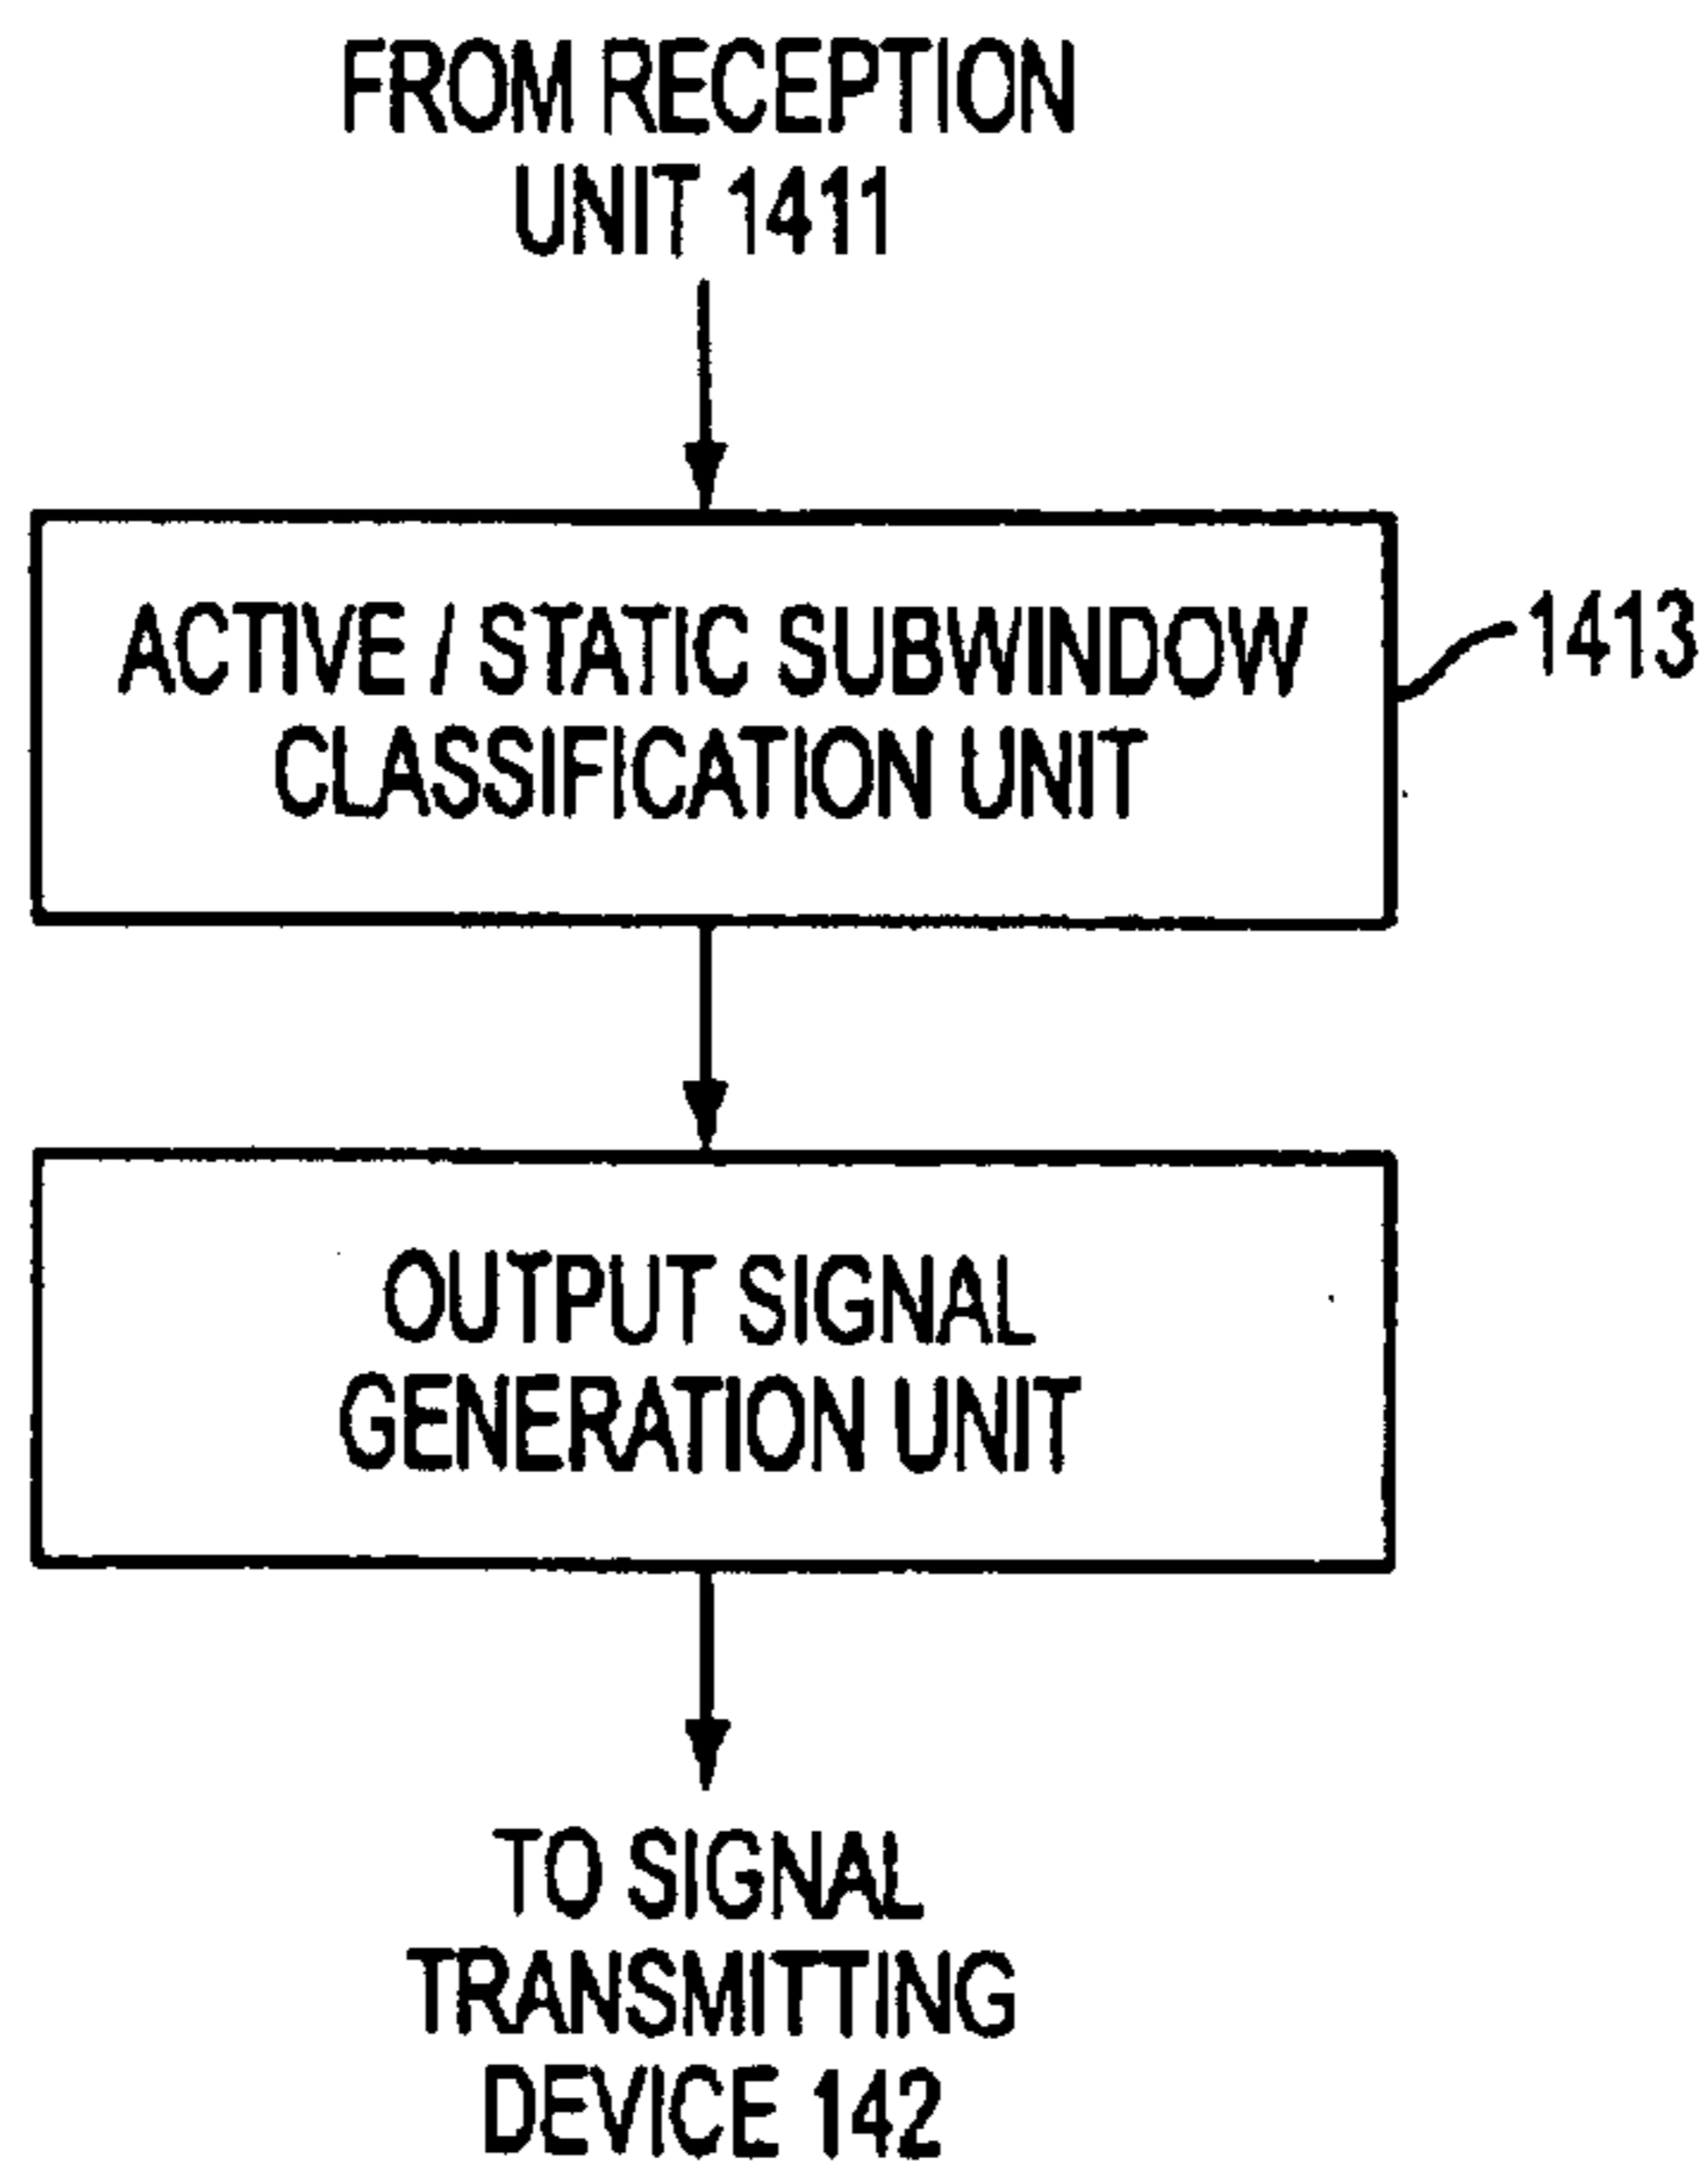 FROM RECEPTION
UNIT 1411
ACTIVE / STATIC SUBWINDOW
CLASSIFICATION UNIT
1413
OUTPUT SIGNAL
GENERATION UNIT
TO SIGNAL
TRANSMITTING
DEVICE 142